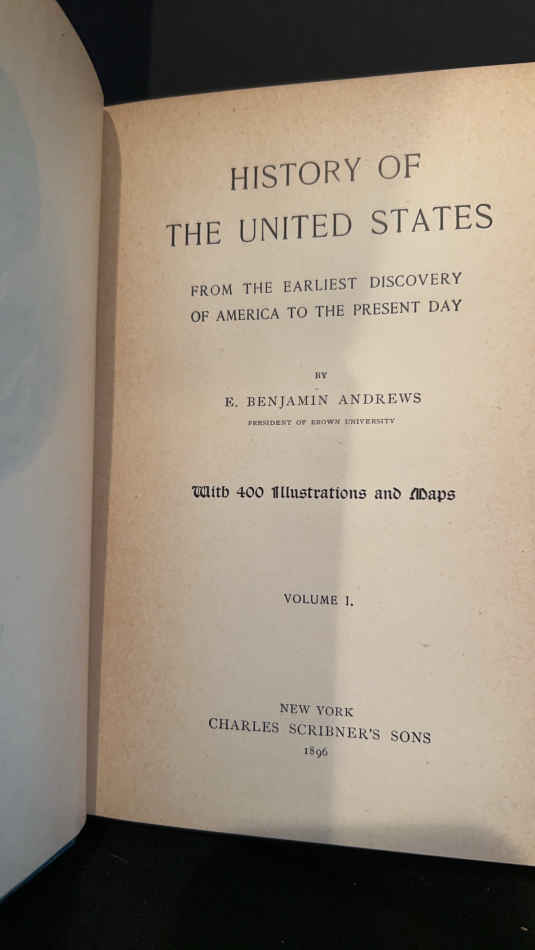 HISTORY OF
THE UNITED STATES
FROM THE EARLIEST DISCOVERY
OF AMERICA TO THE PRESENT DAY
BY
E. BENJAMIN ANDREWS
PRESIDENT OF BROWN UNIVERSITY
With 400 Illustrations and Maps
VOLUME I.
NEW YORK
CHARLES SCRIBNER'S SONS
1896